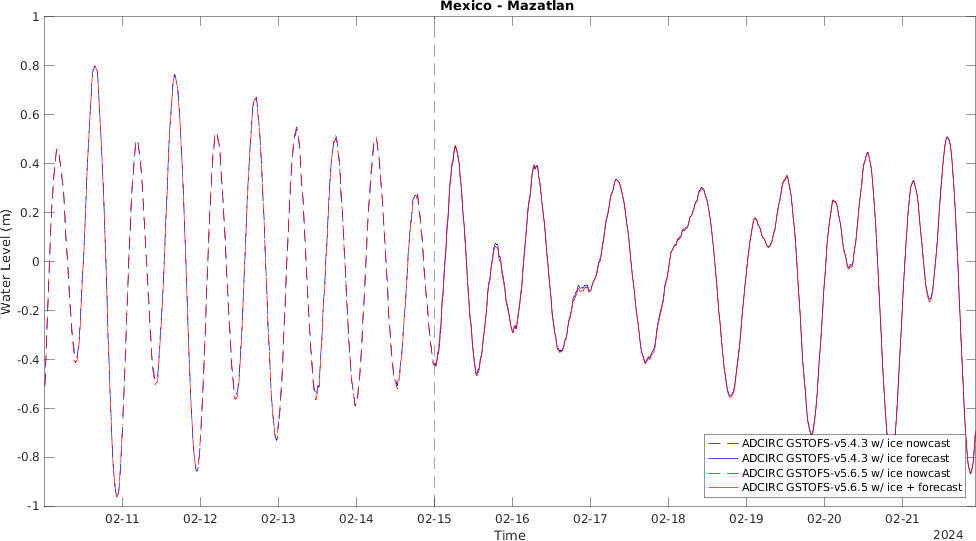 Mexico - Mazatlan
1
0.8
0.6
0.4
0.2
0
-0.2
-0.4
-0.6
-0.8
-1
Water Level (m)
ADCIRC GSTOFS-v5.4.3 w/ ice nowcast
ADCIRC GSTOFS-v5.4.3 w/ ice forecast
ADCIRC GSTOFS-v5.6.5 w/ ice nowcast
ADCIRC GSTOFS-v5.6.5 w/ ice + forecast
02-11 02-12 02-13 02-14 02-15 02-16 02-17 02-18 02-19 02-20 02-21
Time
2024